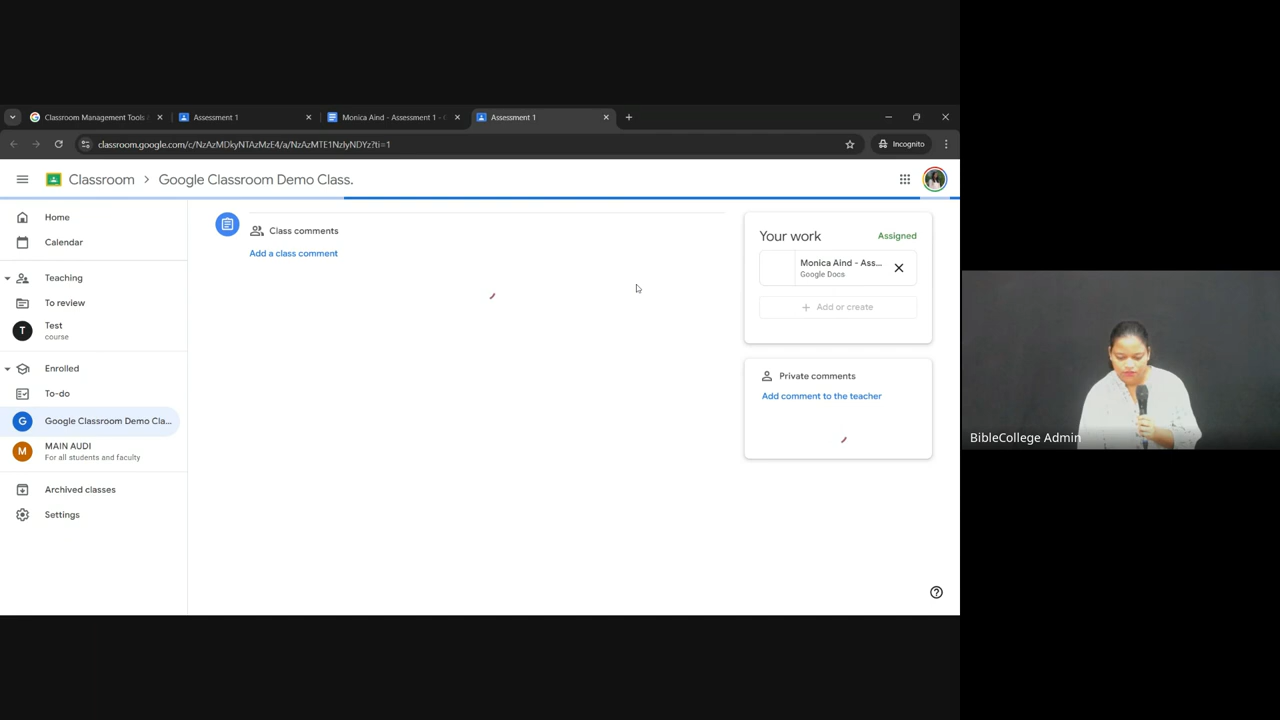 Classroom Management Tools
Assessment 1
Monica Aind - Assessment 1 -
Assessment 1
classroom.google.com/c/NzAzMDkyNTAzMzE4/a/NzAzMTE1NzIyNDYz?ti=1
Incognito
Classroom
Google Classroom Demo Class.
Home
Calendar
Teaching
To review
T
Test
course
Enrolled
To-do
G
Google Classroom Demo Cla...
M
MAIN AUDI
For all students and faculty
Archived classes
Settings
Class comments
Add a class comment
Your work
Assigned
Monica Aind - Ass...
Google Docs
+ Add or create
Private comments
Add comment to the teacher
BibleCollege Admin